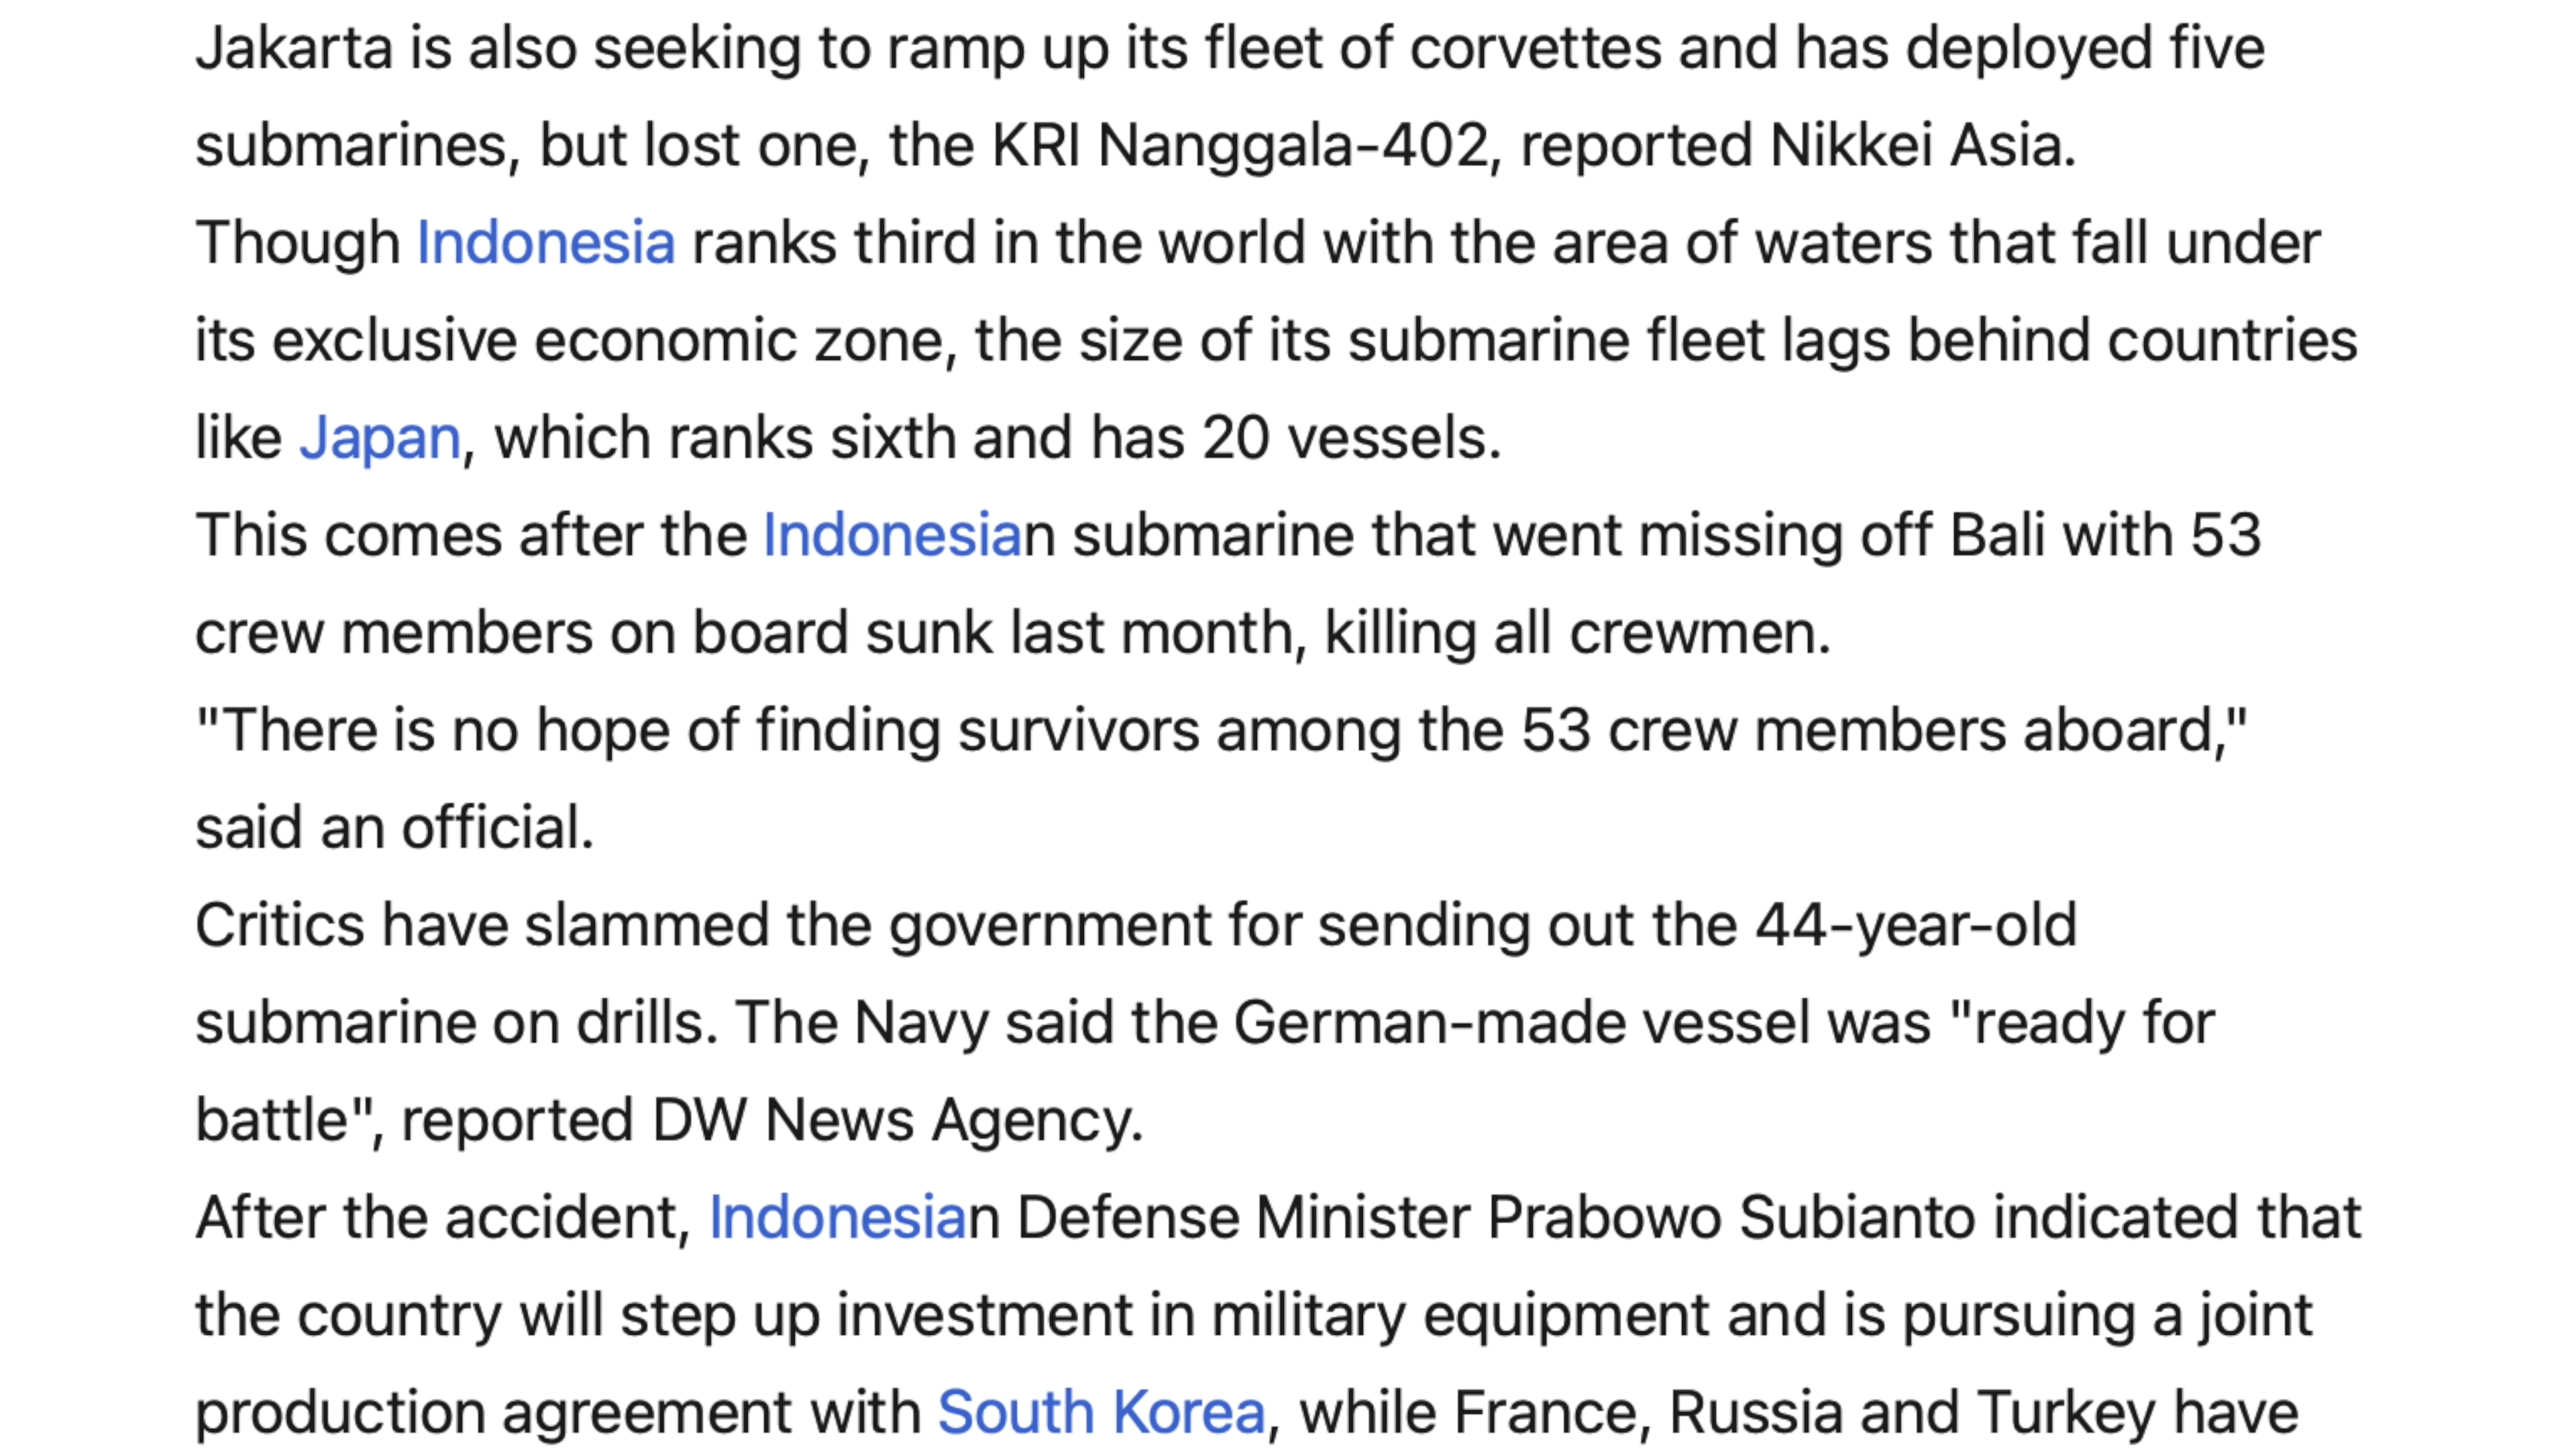 Jakarta is also seeking to ramp up its fleet of corvettes and has deployed five
submarines, but lost one, the KRI Nanggala-402, reported Nikkei Asia.
Though Indonesia ranks third in the world with the area of waters that fall under
its exclusive economic zone, the size of its submarine fleet lags behind countries
like Japan, which ranks sixth and has 20 vessels.
This comes after the Indonesian submarine that went missing off Bali with 53
crew members on board sunk last month, killing all crewmen.
"There is no hope of finding survivors among the 53 crew members aboard,"
said an official.
Critics have slammed the government for sending out the 44-year-old
submarine on drills. The Navy said the German-made vessel was "ready for
battle", reported DW News Agency.
After the accident, Indonesian Defense Minister Prabowo Subianto indicated that
the country will step up investment in military equipment and is pursuing a joint
production agreement with South Korea, while France, Russia and Turkey have